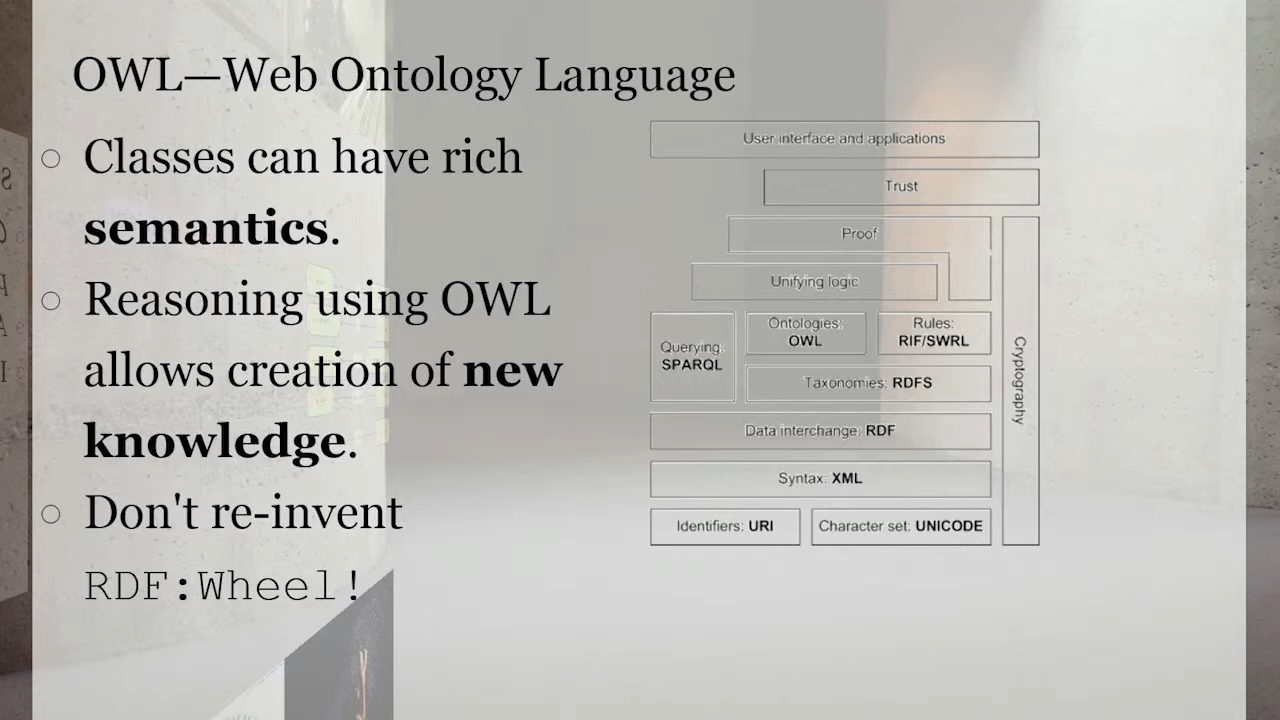 OWL—Web Ontology Language
Classes can have rich
semantics.
Reasoning using OWL
allows creation of new
knowledge.
Don't re-invent
RDF:Wheel!
User interface and applications
Trust
Proof
Unifying logic
Querying:
SPARQL
Ontologies:
OWL
Rules:
RIF/SWRL
Taxonomies: RDFS
Cryptography
Data interchange: RDF
Syntax: XML
Identifiers: URI
Character set: UNICODE